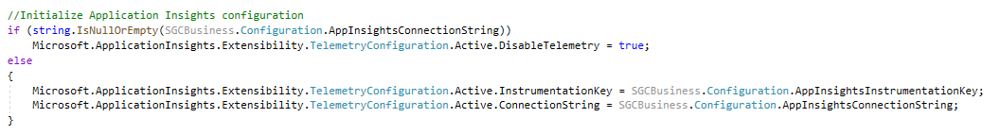 //Initialize Application Insights configuration
if (string.IsNullOrEmpty(SGCBusiness.Configuration.AppInsightsConnectionString))
    Microsoft.ApplicationInsights.Extensibility.TelemetryConfiguration.Active.DisableTelemetry = true;
else
{
    Microsoft.ApplicationInsights.Extensibility.TelemetryConfiguration.Active.InstrumentationKey = SGCBusiness.Configuration.AppInsightsInstrumentationKey;
    Microsoft.ApplicationInsights.Extensibility.TelemetryConfiguration.Active.ConnectionString = SGCBusiness.Configuration.AppInsightsConnectionString;
}